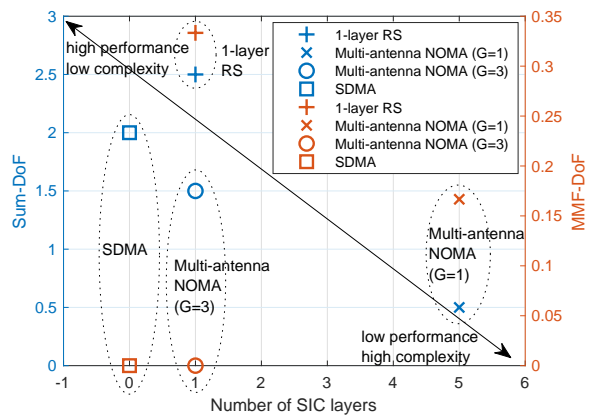 3
2.5
2
1.5
1
0.5
0
Sum-DoF
0.35
0.3
0.25
0.2
0.15
0.1
0.05
0
MMF-DoF
-1
0
1
2
3
4
5
6
Number of SIC layers
high performance
low complexity
1-layer
RS
1-layer RS
Multi-antenna NOMA (G=1)
Multi-antenna NOMA (G=3)
SDMA
1-layer RS
Multi-antenna NOMA (G=1)
Multi-antenna NOMA (G=3)
SDMA
SDMA
Multi-antenna
NOMA
(G=3)
Multi-antenna
NOMA
(G=1)
low performance
high complexity